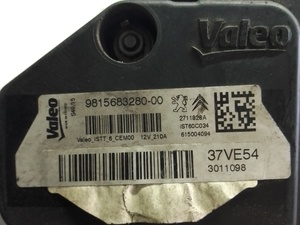 Valeo
Valeo
9815683280-00
2711828A
IST60C034
615004094
Valeo_ISTT_6_CEM00 12V_210A
37VE54
3011098